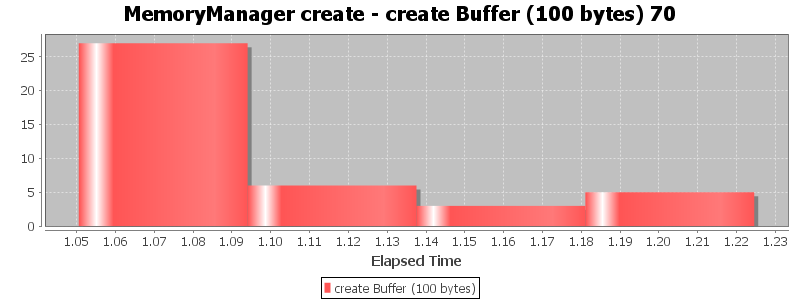 MemoryManager create - create Buffer (100 bytes) 70
25
20
15
10
5
0
1.05 1.06 1.07 1.08 1.09 1.10 1.11 1.12 1.13 1.14 1.15 1.16 1.17 1.18 1.19 1.20 1.21 1.22 1.23
Elapsed Time
create Buffer (100 bytes)